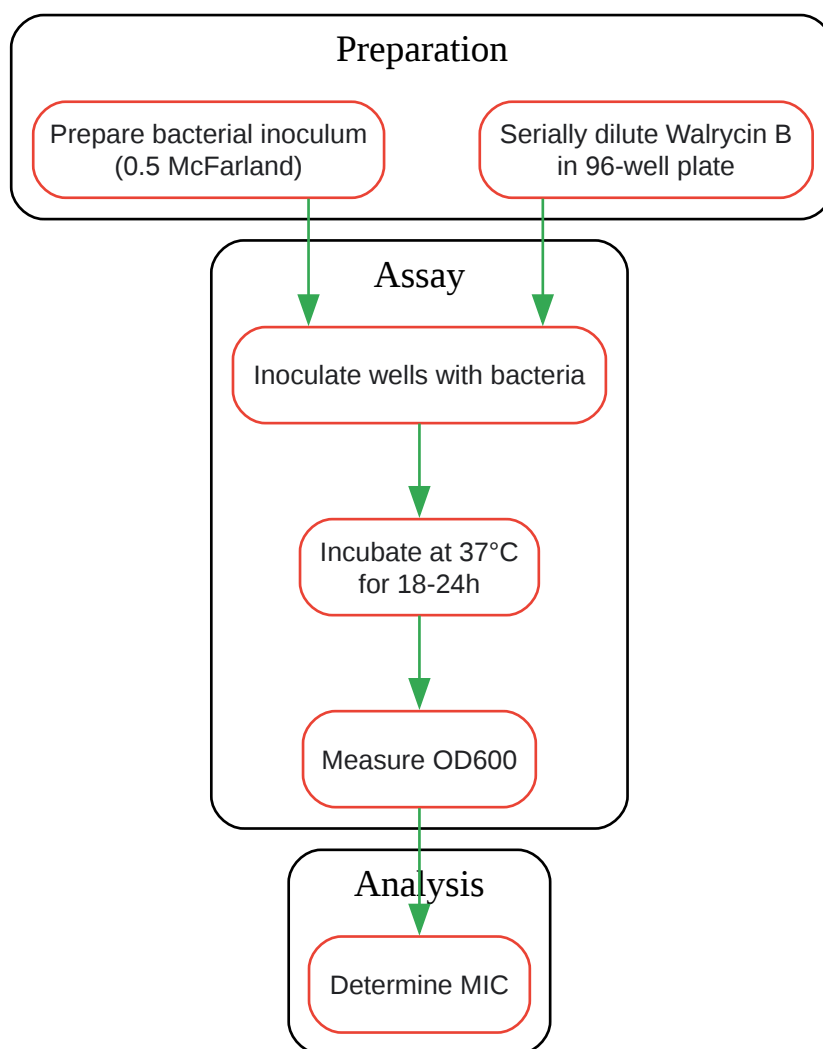 Preparation
Prepare bacterial inoculum
(0.5 McFarland)
Serially dilute Walrycin B
in 96-well plate
Assay
Inoculate wells with bacteria
Incubate at 37°C
for 18-24h
Measure OD600
Analysis
Determine MIC